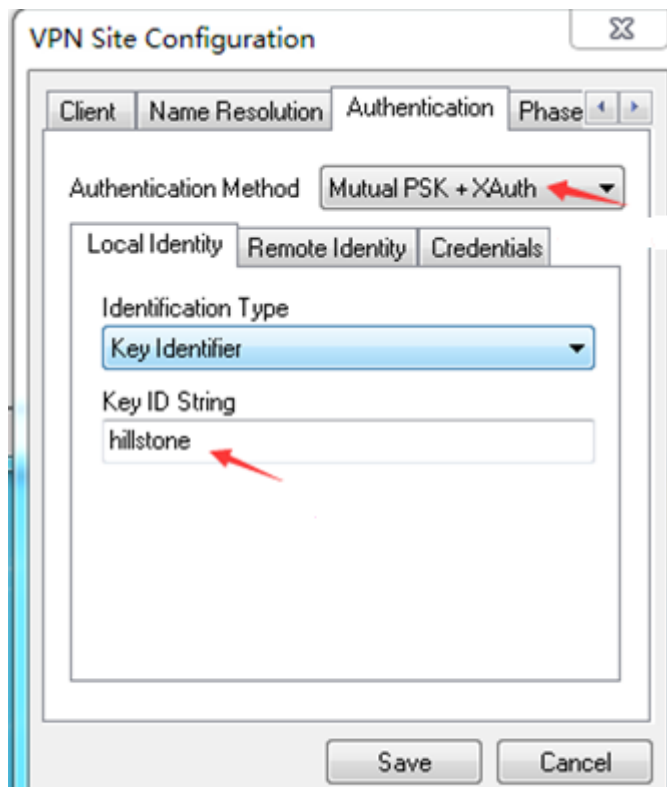 VPN Site Configuration
Client Name Resolution Authentication Phase
Authentication Method Mutual PSK + XAuth
Local Identity Remote Identity Credentials
Identification Type
Key Identifier
Key ID String
hillstone
Save Cancel